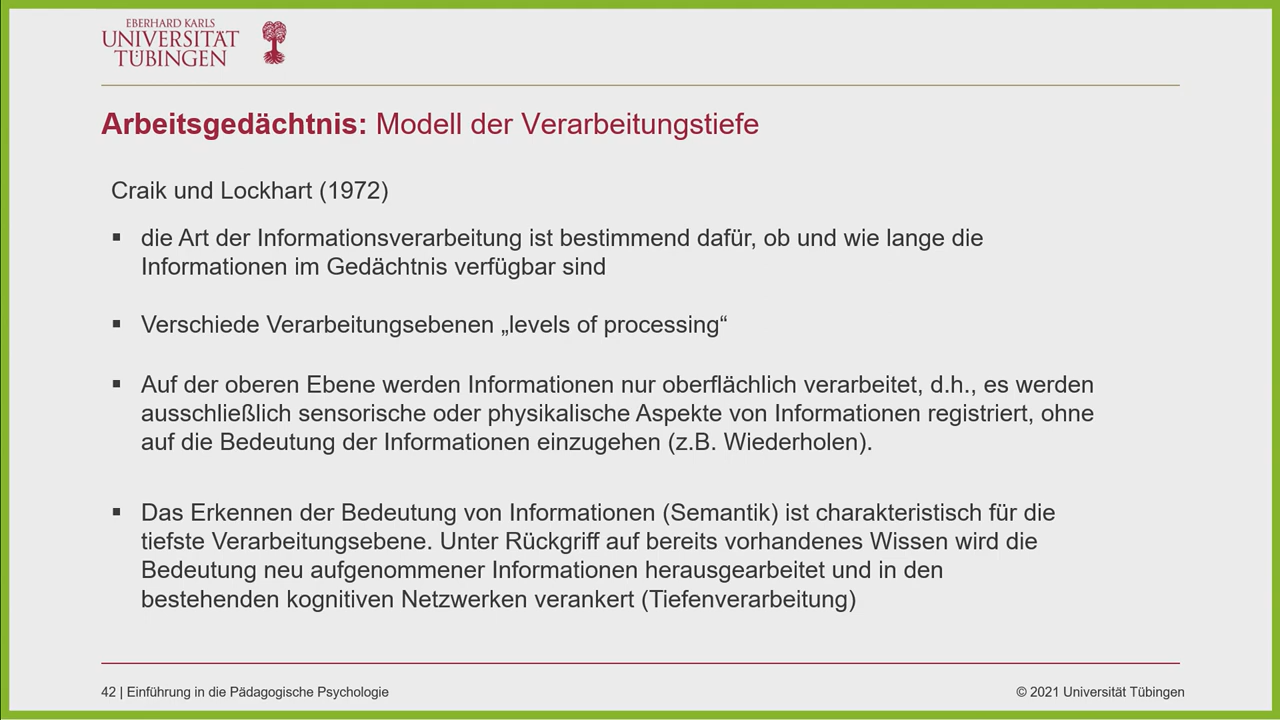 EBERHARD KARLS
UNIVERSITÄT
TÜBINGEN
Arbeitsgedächtnis: Modell der Verarbeitungstiefe
Craik und Lockhart (1972)
▪ die Art der Informationsverarbeitung ist bestimmend dafür, ob und wie lange die
Informationen im Gedächtnis verfügbar sind
▪ Verschiede Verarbeitungsebenen „levels of processing“
▪ Auf der oberen Ebene werden Informationen nur oberflächlich verarbeitet, d.h., es werden
ausschließlich sensorische oder physikalische Aspekte von Informationen registriert, ohne
auf die Bedeutung der Informationen einzugehen (z.B. Wiederholen).
▪ Das Erkennen der Bedeutung von Informationen (Semantik) ist charakteristisch für die
tiefste Verarbeitungsebene. Unter Rückgriff auf bereits vorhandenes Wissen wird die
Bedeutung neu aufgenommener Informationen herausgearbeitet und in den
bestehenden kognitiven Netzwerken verankert (Tiefenverarbeitung)
42 | Einführung in die Pädagogische Psychologie
© 2021 Universität Tübingen